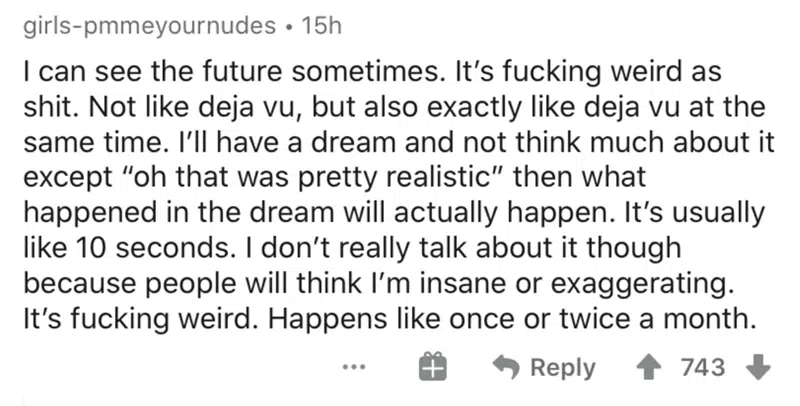 girls-pmmeyournudes • 15h
I can see the future sometimes. It's fucking weird as
shit. Not like deja vu, but also exactly like deja vu at the
same time. I'll have a dream and not think much about it
except “oh that was pretty realistic” then what
happened in the dream will actually happen. It's usually
like 10 seconds. I don't really talk about it though
because people will think I'm insane or exaggerating.
It's fucking weird. Happens like once or twice a month.
... Reply 743